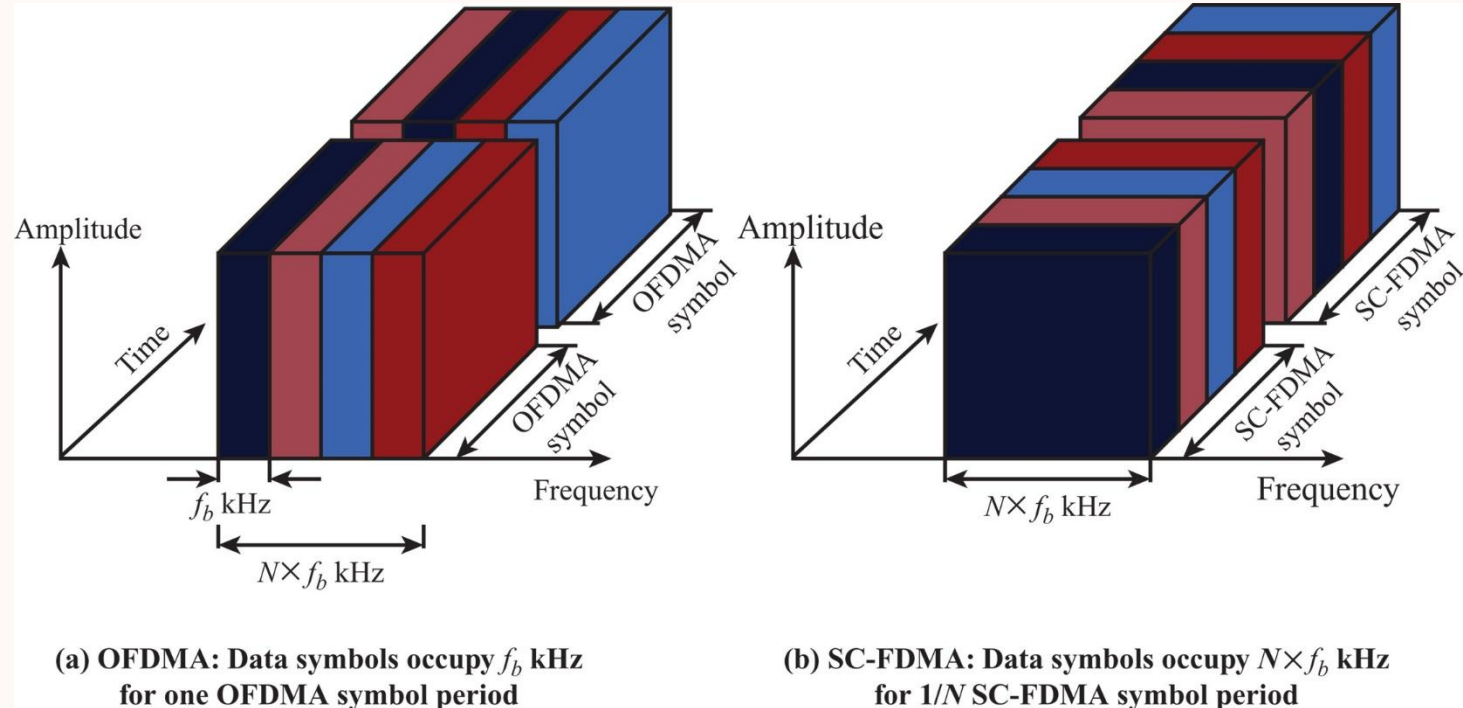 Amplitude
Time
OFDMA
symbol
OFDMA
symbol
Frequency
f_b kHz
N× f_b kHz
(a) OFDMA: Data symbols occupy f_b kHz
for one OFDMA symbol period
Amplitude
Time
SC-FDMA
symbol
SC-FDMA
symbol
Frequency
N× f_b kHz
(b) SC-FDMA: Data symbols occupy N× f_b kHz
for 1/N SC-FDMA symbol period